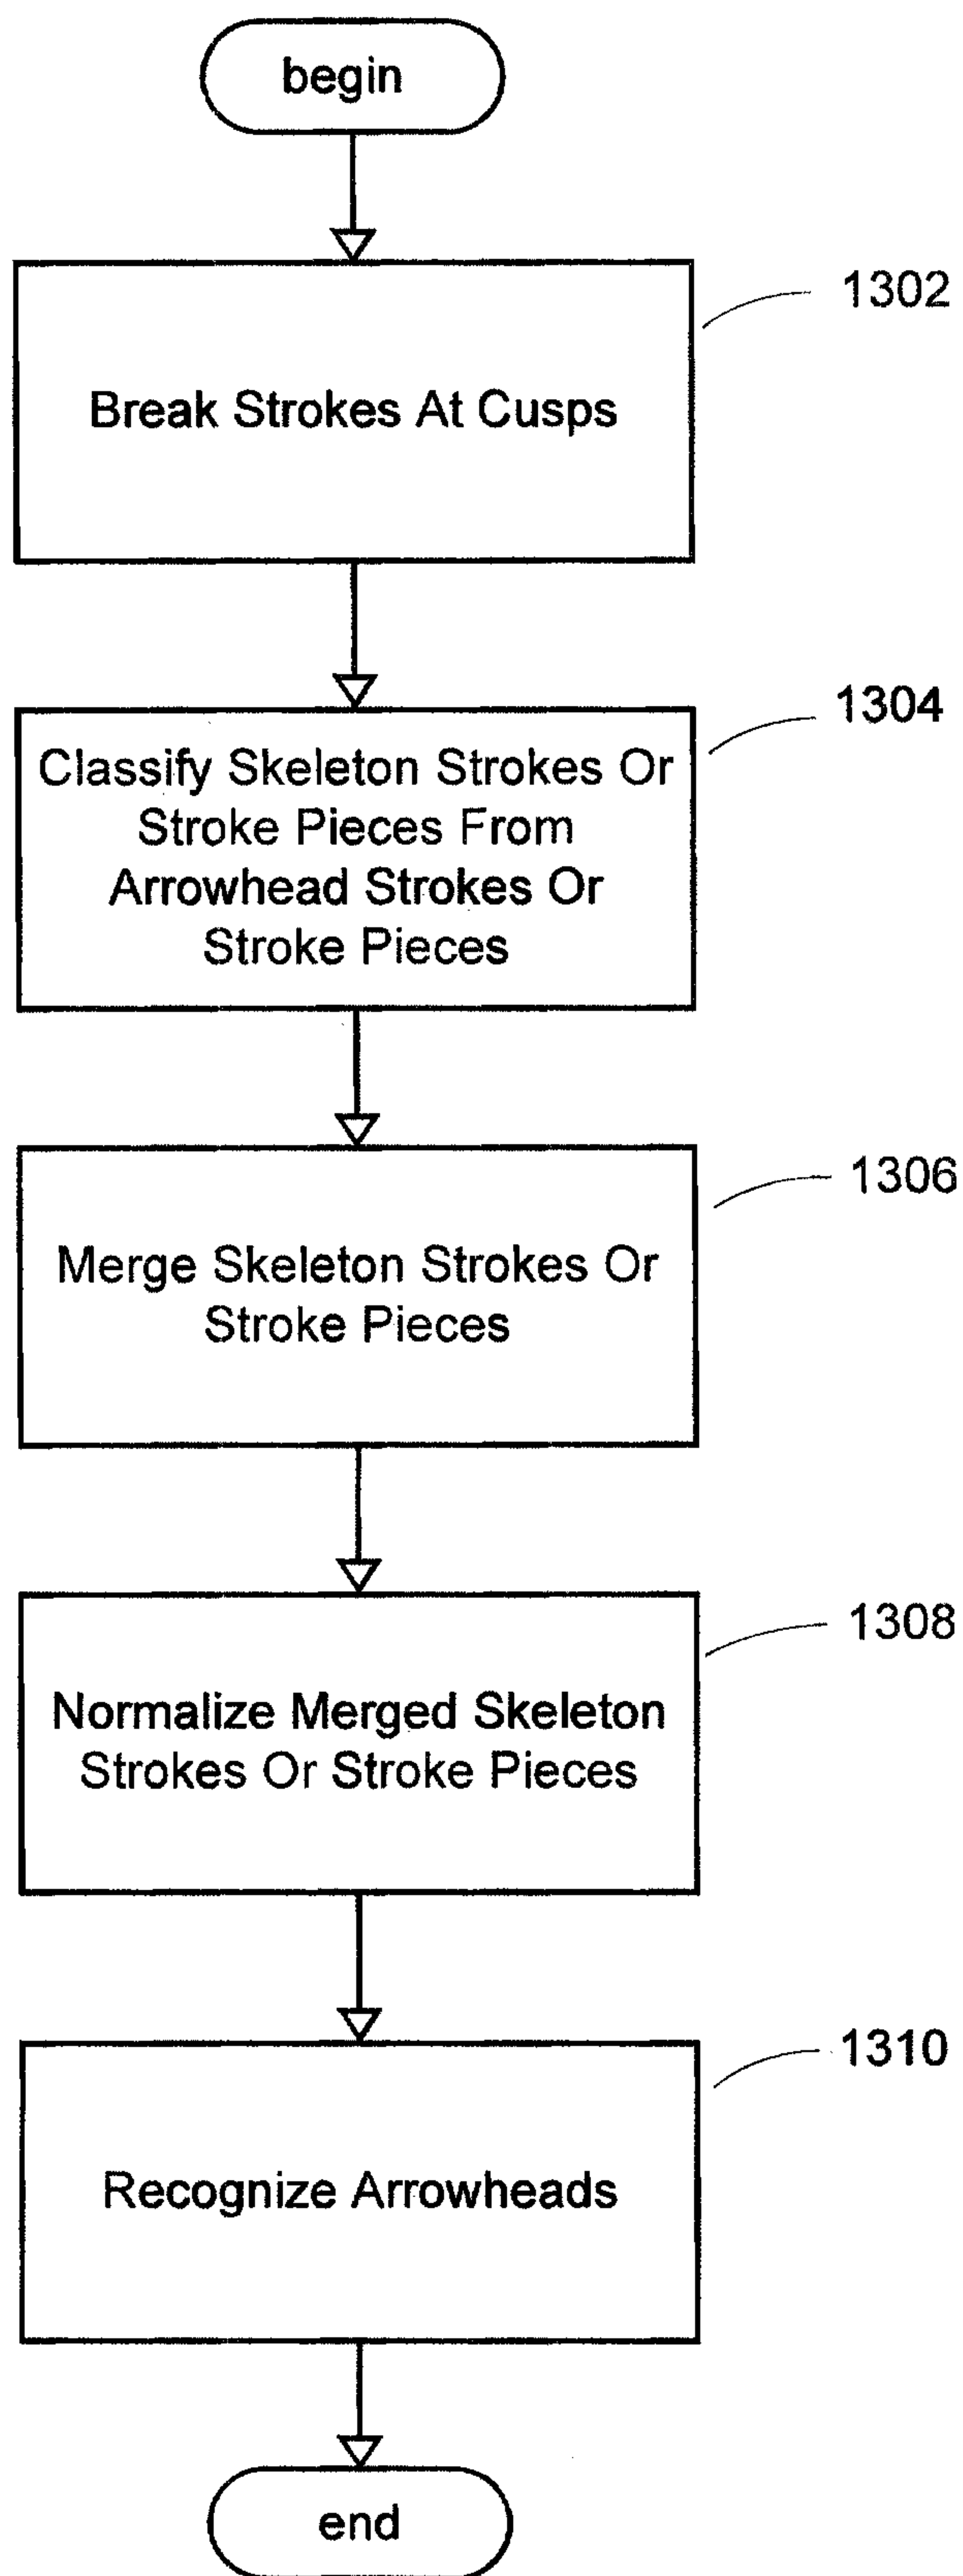 begin
1302
Break Strokes At Cusps
1304
Classify Skeleton Strokes Or
Stroke Pieces From
Arrowhead Strokes Or
Stroke Pieces
1306
Merge Skeleton Strokes Or
Stroke Pieces
1308
Normalize Merged Skeleton
Strokes Or Stroke Pieces
1310
Recognize Arrowheads
end